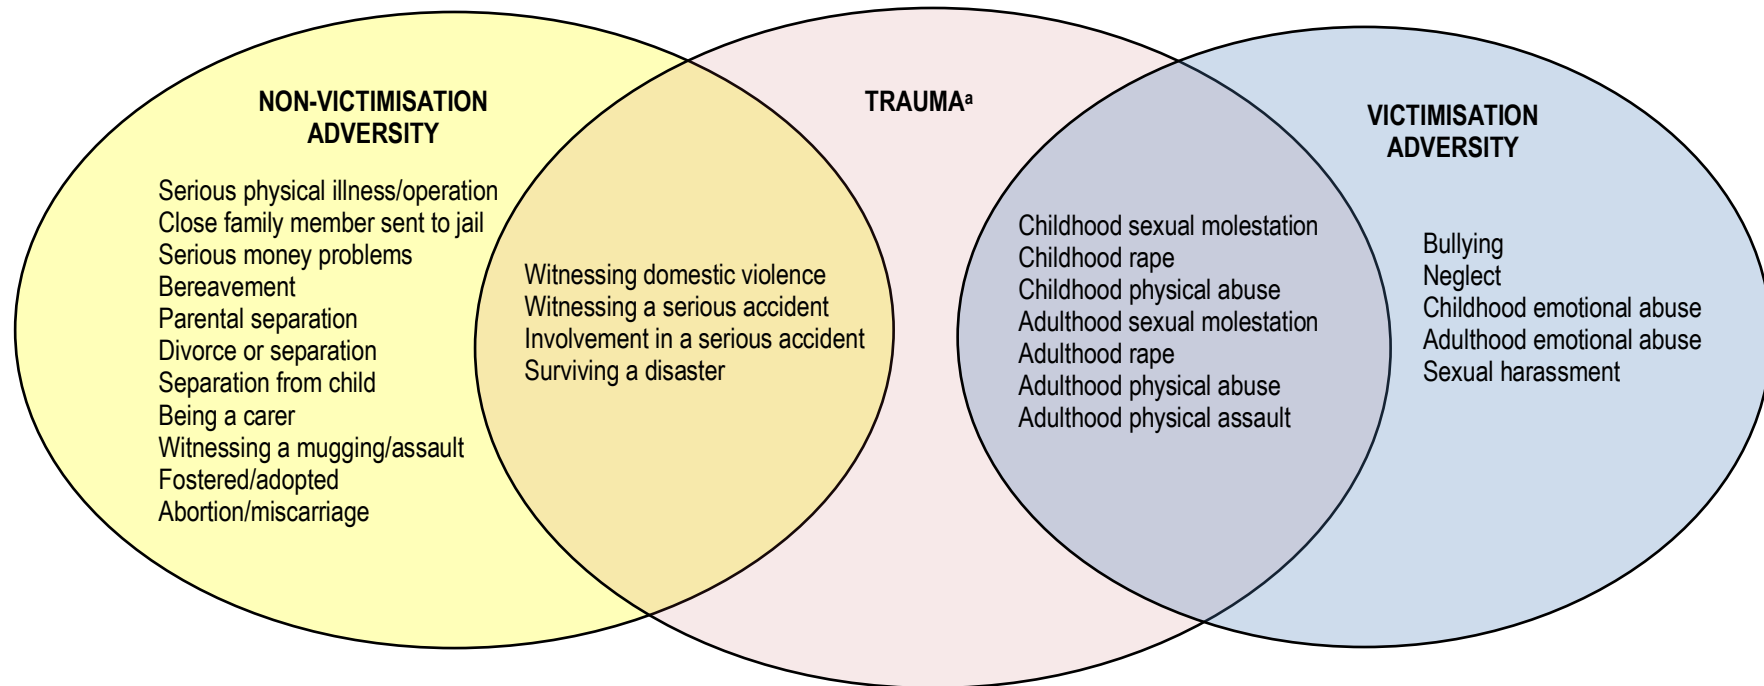 NON-VICTIMISATION
ADVERSITY
Serious physical illness/operation
Close family member sent to jail
Serious money problems
Bereavement
Parental separation
Divorce or separation
Separation from child
Being a carer
Witnessing a mugging/assault
Fostered/adopted
Abortion/miscarriage
Witnessing domestic violence
Witnessing a serious accident
Involvement in a serious accident
Surviving a disaster
TRAUMAᵃ
Childhood sexual molestation
Childhood rape
Childhood physical abuse
Adulthood sexual molestation
Adulthood rape
Adulthood physical abuse
Adulthood physical assault
VICTIMISATION
ADVERSITY
Bullying
Neglect
Childhood emotional abuse
Adulthood emotional abuse
Sexual harassment